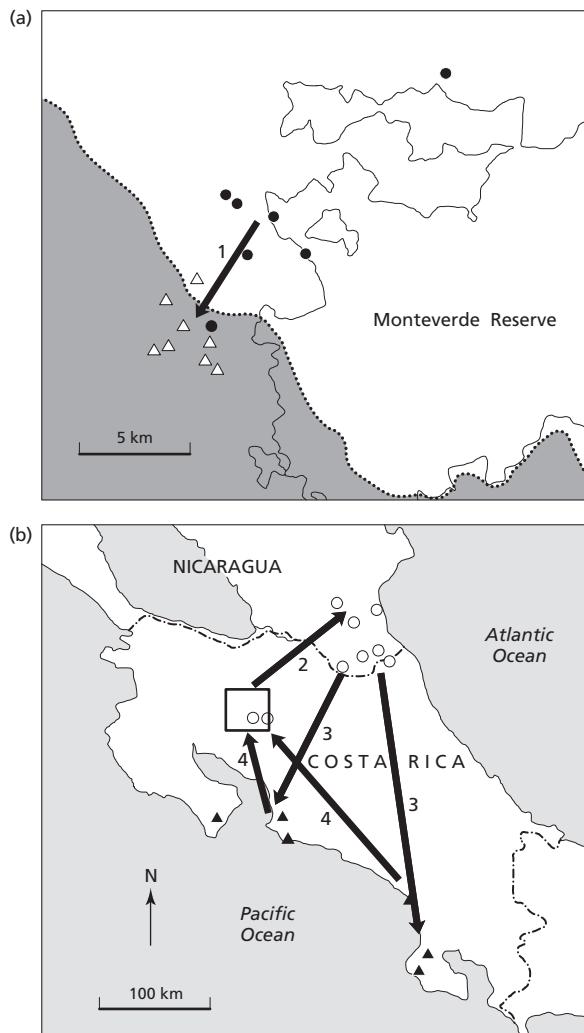 (a)
1
Monteverde Reserve
5 km
(b)
NICARAGUA
Atlantic
Ocean
2
3
COSTA RICA
4
3
4
N
Pacific
Ocean
100 km